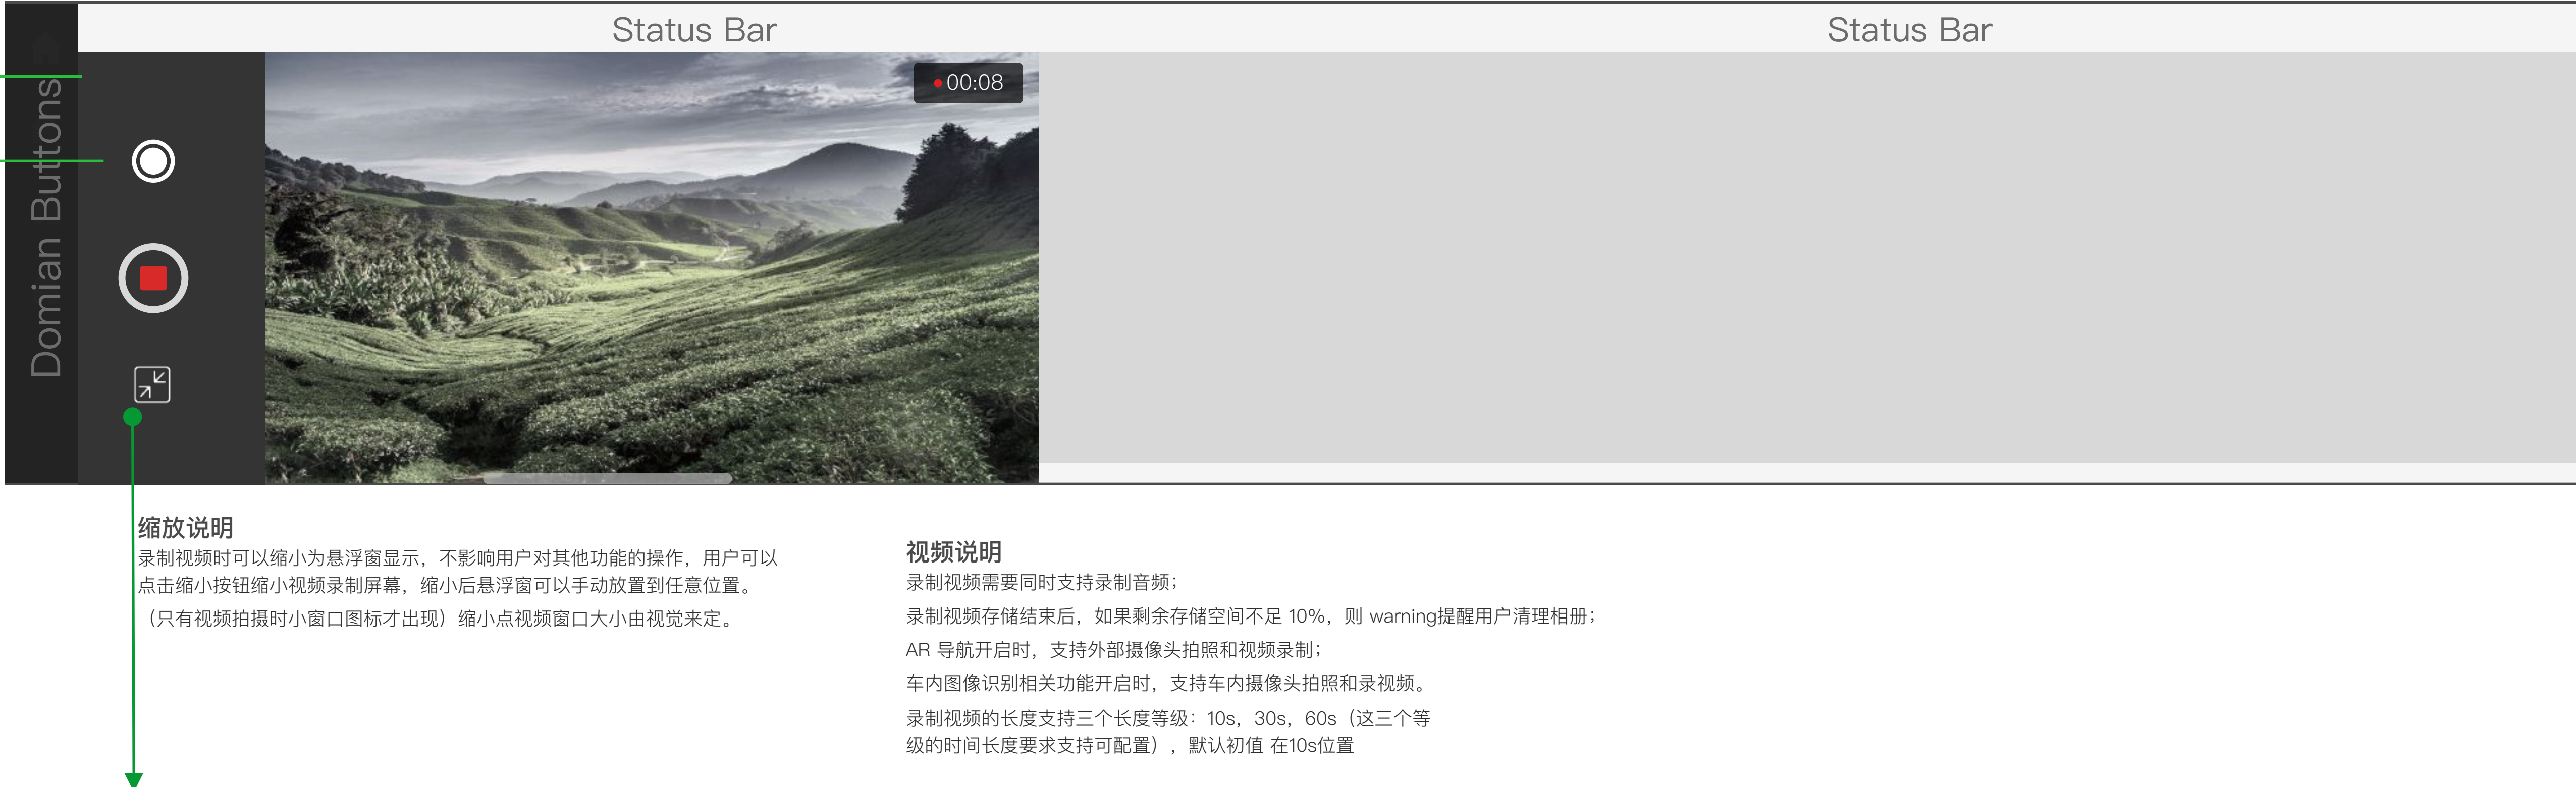 Status Bar
Status Bar
Domian Buttons
00:08
缩放说明
录制视频时可以缩小为悬浮窗显示，不影响用户对其他功能的操作，用户可以
点击缩小按钮缩小视频录制屏幕，缩小后悬浮窗可以手动放置到任意位置。
（只有视频拍摄时小窗口图标才出现）缩小点视频窗口大小由视觉来定。
视频说明
录制视频需要同时支持录制音频；
录制视频存储结束后，如果剩余存储空间不足 10%，则 warning提醒用户清理相册；
AR 导航开启时，支持外部摄像头拍照和视频录制；
车内图像识别相关功能开启时，支持车内摄像头拍照和录视频。
录制视频的长度支持三个长度等级：10s，30s，60s（这三个等
级的时间长度要求支持可配置），默认初值 在10s位置